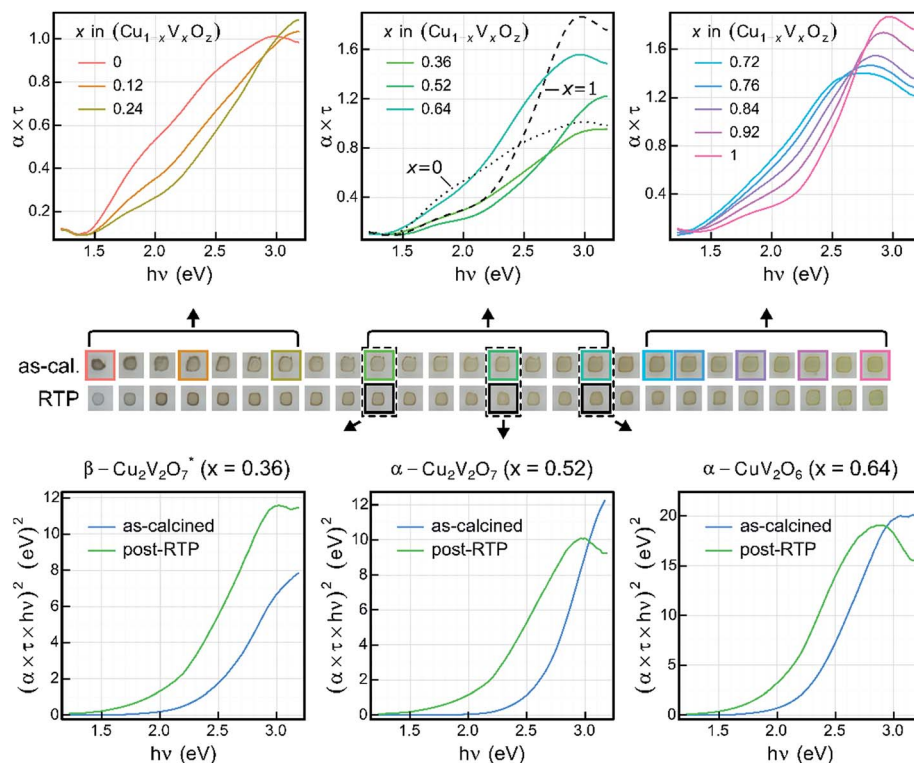 x in (Cu1-xVxOz)
0
0.12
0.24
α × τ
1.0
0.8
0.6
0.4
0.2
1.5 2.0 2.5 3.0
hν (eV)
x in (Cu1-xVxOz)
0.36
0.52
0.64
x=1
x=0
α × τ
1.6
1.2
0.8
0.4
1.5 2.0 2.5 3.0
hν (eV)
x in (Cu1-xVxOz)
0.72
0.76
0.84
0.92
1
α × τ
1.6
1.2
0.8
0.4
1.5 2.0 2.5 3.0
hν (eV)
as-cal.
RTP
β – Cu2V2O7* (x = 0.36)
as-calcined
post-RTP
(α × τ × hν)² (eV)²
12
10
8
6
4
2
0
1.5 2.0 2.5 3.0
hν (eV)
α – Cu2V2O7 (x = 0.52)
as-calcined
post-RTP
(α × τ × hν)² (eV)²
12
10
8
6
4
2
0
1.5 2.0 2.5 3.0
hν (eV)
α – CuV2O6 (x = 0.64)
as-calcined
post-RTP
(α × τ × hν)² (eV)²
20
15
10
5
0
1.5 2.0 2.5 3.0
hν (eV)